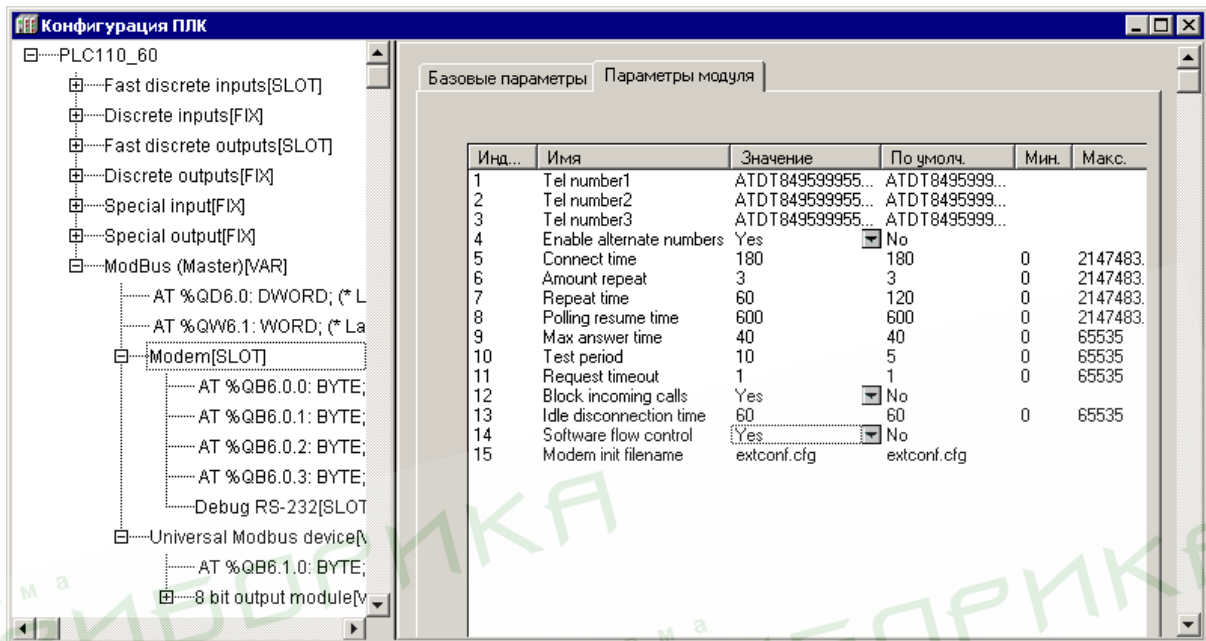 Конфигурация ПЛК
PLC110_60
Fast discrete inputs[SLOT]
Discrete inputs[FIX]
Fast discrete outputs[SLOT]
Discrete outputs[FIX]
Special input[FIX]
Special output[FIX]
ModBus (Master)[VAR]
AT %QD6.0: DWORD; (* L
AT %QW6.1: WORD; (* La
Modem[SLOT]
AT %QB6.0.0: BYTE;
AT %QB6.0.1: BYTE;
AT %QB6.0.2: BYTE;
AT %QB6.0.3: BYTE;
Debug RS-232[SLOT
Universal Modbus device[V
AT %QB6.1.0: BYTE;
8 bit output module[V
Базовые параметры Параметры модуля
Инд... Имя Значение По умолч. Мин. Макс.
1 Tel number1 ATDT849599955... ATDT8495999...
2 Tel number2 ATDT849599955... ATDT8495999...
3 Tel number3 ATDT849599955... ATDT8495999...
4 Enable alternate numbers Yes No
5 Connect time 180 180 0 2147483.
6 Amount repeat 3 3 0 2147483.
7 Repeat time 60 120 0 2147483.
8 Polling resume time 600 600 0 2147483.
9 Max answer time 40 40 0 65535
10 Test period 10 5 0 65535
11 Request timeout 1 1 0 65535
12 Block incoming calls Yes No
13 Idle disconnection time 60 60 0 65535
14 Software flow control Yes No
15 Modem init filename extconf.cfg extconf.cfg